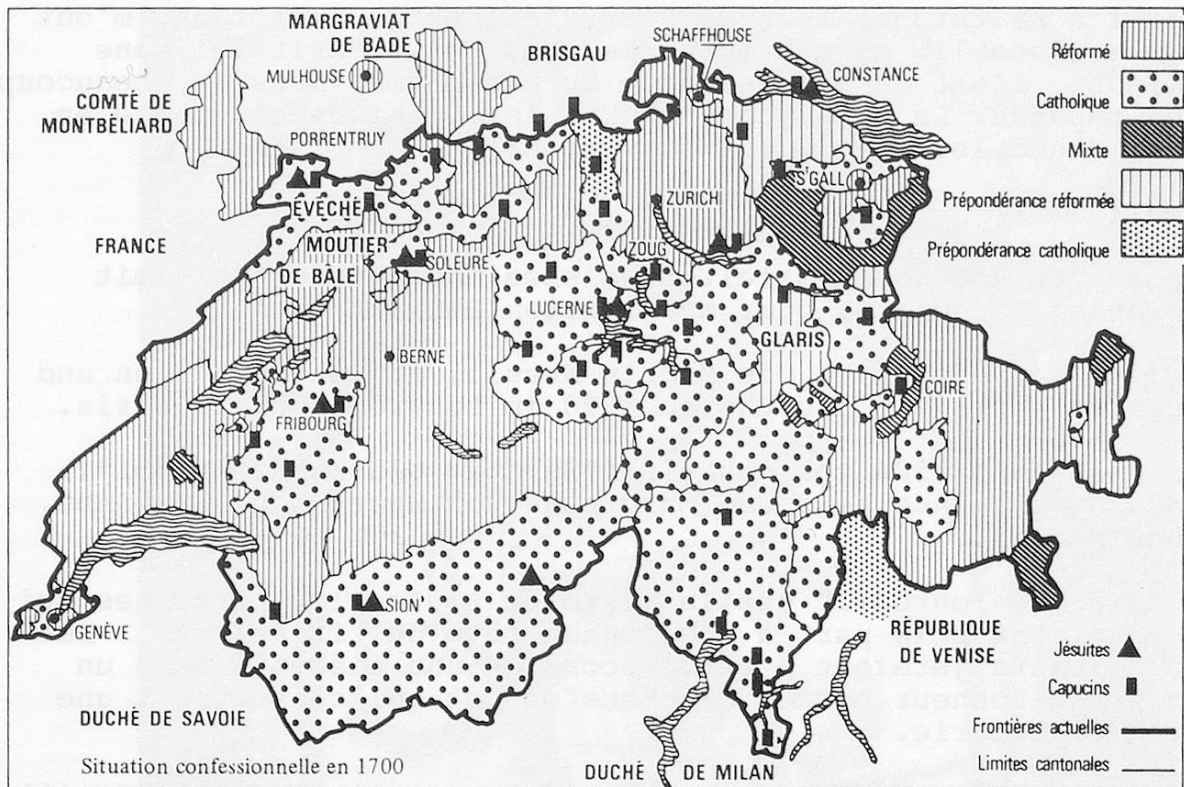 MARGRAVIAT
DE BADE
BRISGAU
SCHAFFHOUSE
CONSTANCE
MULHOUSE
COMTÉ DE
MONTBÉLIARD
PORRENTRUY
ÉVÊCHÉ
MOUTIER
DE BÂLE
FRANCE
SOLEURE
ZURICH
ST GALL
ZOUG
LUCERNE
GLARIS
BERNE
COIRE
FRIBOURG
SION
GENÈVE
DUCHÉ DE SAVOIE
RÉPUBLIQUE
DE VENISE
DUCHÉ DE MILAN
Situation confessionnelle en 1700
Réformé
Catholique
Mixte
Prépondérance réformée
Prépondérance catholique
Jésuites
Capucins
Frontières actuelles
Limites cantonales